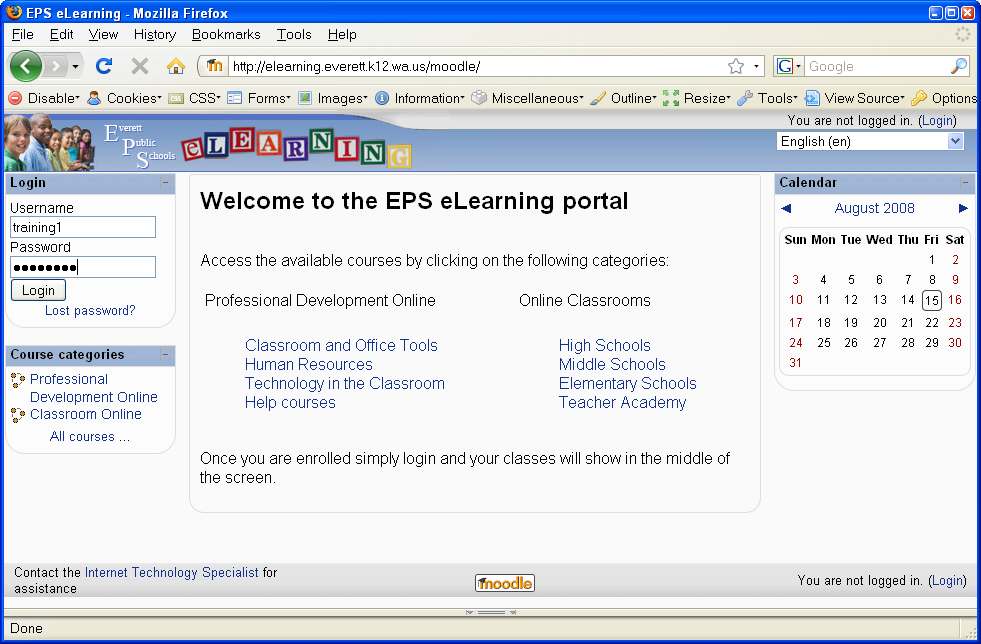 EPS eLearning - Mozilla Firefox
File Edit View History Bookmarks Tools Help
http://elearning.everett.k12.wa.us/moodle/
G Google
Disable Cookies CSS Forms Images Information Miscellaneous Outline Resize Tools View Source Options
Everett
Public
Schools
eLEARNING
You are not logged in. (Login)
English (en)
Login
Username
training1
Password
Login
Lost password?
Course categories
Professional
Development Online
Classroom Online
All courses ...
Welcome to the EPS eLearning portal
Access the available courses by clicking on the following categories:
Professional Development Online
Classroom and Office Tools
Human Resources
Technology in the Classroom
Help courses
Online Classrooms
High Schools
Middle Schools
Elementary Schools
Teacher Academy
Once you are enrolled simply login and your classes will show in the middle of
the screen.
Calendar
August 2008
Sun Mon Tue Wed Thu Fri Sat
1 2
3 4 5 6 7 8 9
10 11 12 13 14 15 16
17 18 19 20 21 22 23
24 25 26 27 28 29 30
31
Contact the Internet Technology Specialist for
assistance
moodle
You are not logged in. (Login)
Done